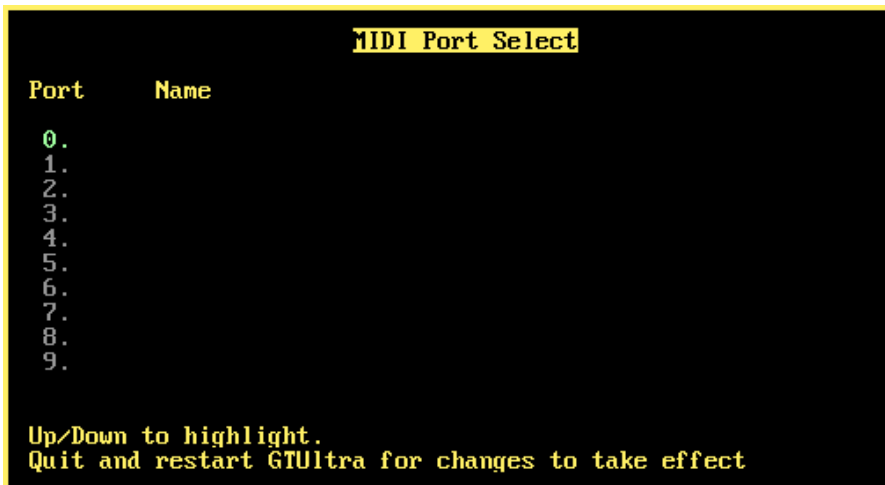 MIDI Port Select
Port Name
0.
1.
2.
3.
4.
5.
6.
7.
8.
9.
Up/Down to highlight.
Quit and restart GTUltra for changes to take effect